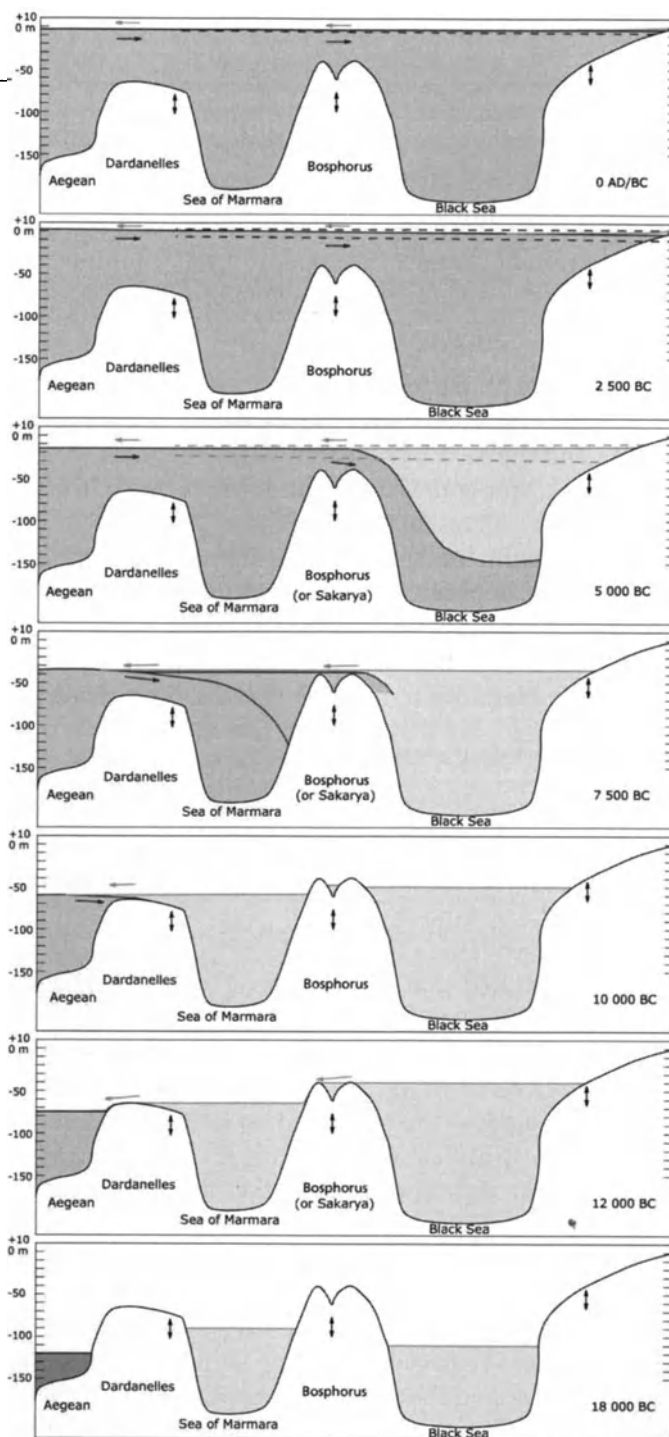 +10
0 m
-50
-100
-150
Aegean
Dardanelles
Sea of Marmara
Bosphorus
Black Sea
0 AD/BC
+10
0 m
-50
-100
-150
Aegean
Dardanelles
Sea of Marmara
Bosphorus
Black Sea
2 500 BC
+10
0 m
-50
-100
-150
Aegean
Dardanelles
Sea of Marmara
Bosphorus
(or Sakarya)
Black Sea
5 000 BC
+10
0 m
-50
-100
-150
Aegean
Dardanelles
Sea of Marmara
Bosphorus
(or Sakarya)
Black Sea
7 500 BC
+10
0 m
-50
-100
-150
Aegean
Dardanelles
Sea of Marmara
Bosphorus
Black Sea
10 000 BC
+10
0 m
-50
-100
-150
Aegean
Dardanelles
Sea of Marmara
Bosphorus
(or Sakarya)
Black Sea
12 000 BC
+10
0 m
-50
-100
-150
Aegean
Dardanelles
Sea of Marmara
Bosphorus
Black Sea
18 000 BC